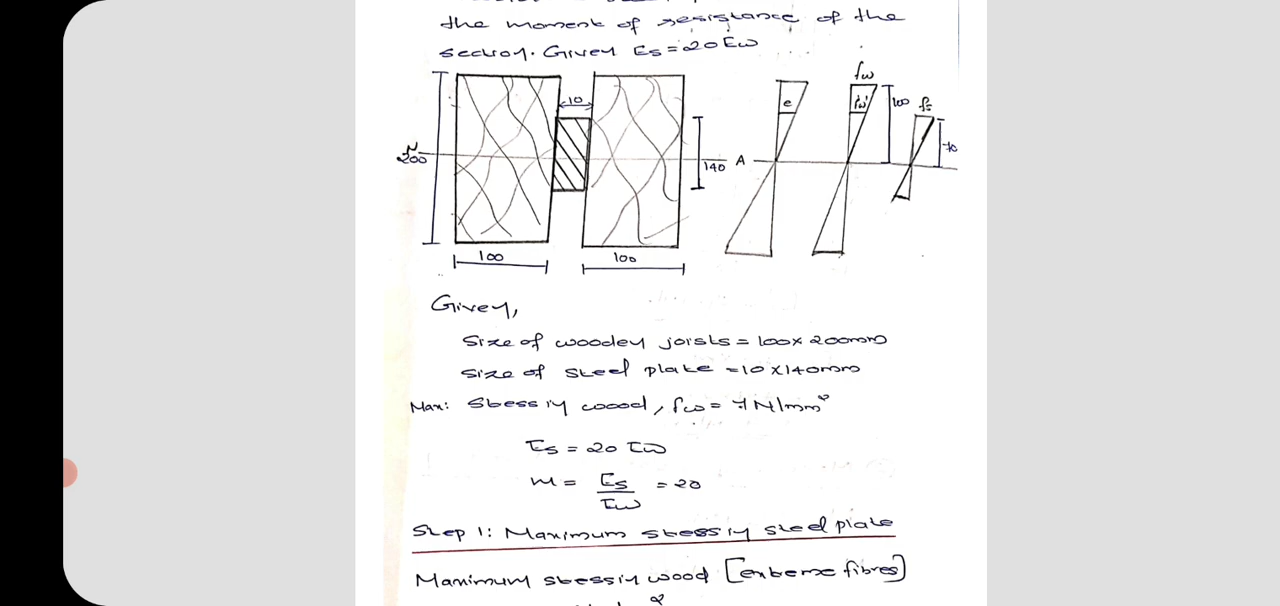 the moment of resistance of the
section. Given Es = 20 Ew
10
fw
e
fw'
100
fs
N
200
140
A
70
100
100
Given,
Size of wooden joists = 100 x 200mm
Size of steel plate = 10 x 140mm
Max: Stress in wood, fw = 7 N/mm²
Es = 20 Ew
m = Es/Ew = 20
Step 1: Maximum stress in steel plate
Maximum stress in wood [extreme fibres]